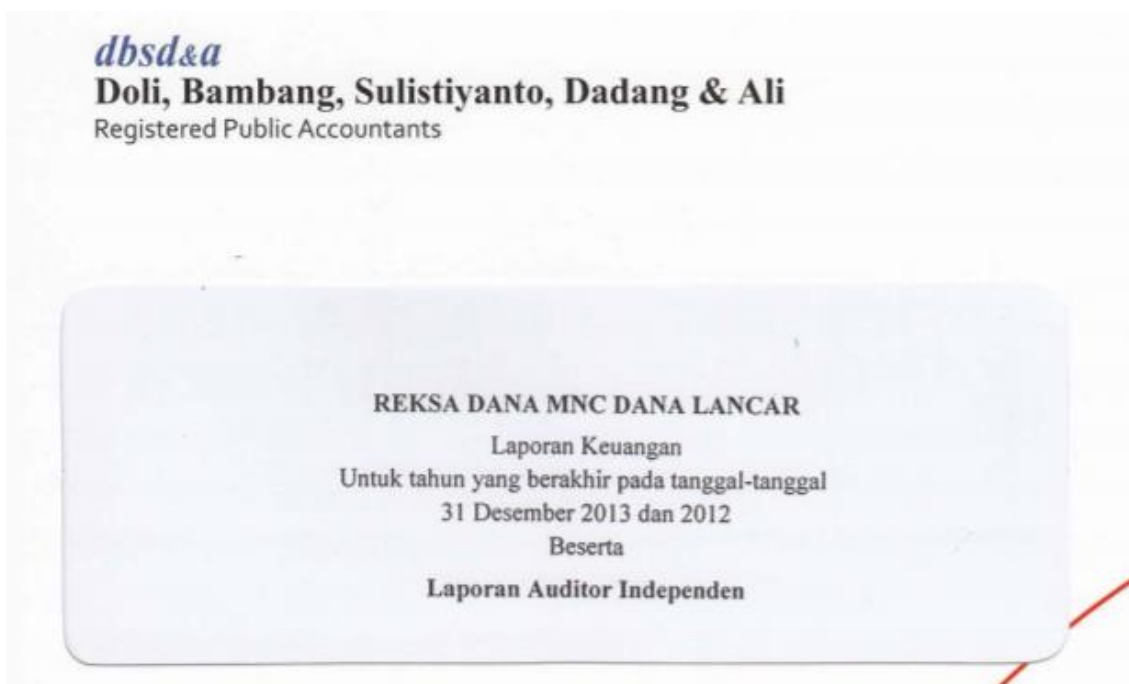 dbsd&a
Doli, Bambang, Sulistiyanto, Dadang & Ali
Registered Public Accountants
REKSA DANA MNC DANA LANCAR
Laporan Keuangan
Untuk tahun yang berakhir pada tanggal-tanggal
31 Desember 2013 dan 2012
Beserta
Laporan Auditor Independen